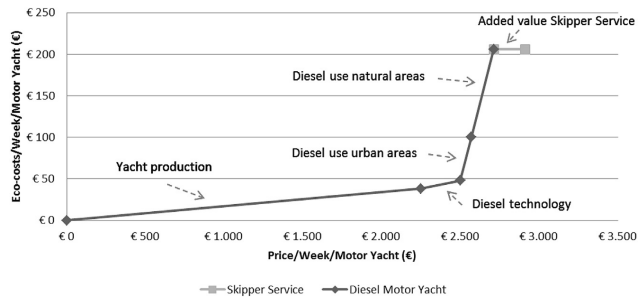 Added value Skipper Service
€ 250
€ 200
€ 150
€ 100
€ 50
€ 0
Eco-costs/Week/Motor Yacht (€)
Diesel use natural areas
Diesel use urban areas
Yacht production
Diesel technology
€ 0 € 500 € 1.000 € 1.500 € 2.000 € 2.500 € 3.000 € 3.500
Price/Week/Motor Yacht (€)
Skipper Service Diesel Motor Yacht